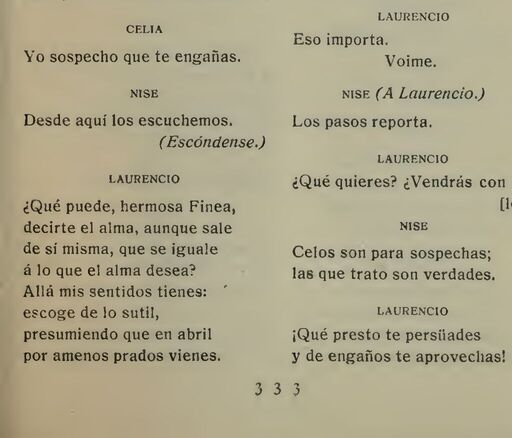 CELIA
Yo sospecho que te engañas.
NISE
Desde aquí los escuchemos.
(Escóndense.)
LAURENCIO
¿Qué puede, hermosa Finea,
decirte el alma, aunque sale
de sí misma, que se iguale
á lo que el alma desea?
Allá mis sentidos tienes:
escoge de lo sutil,
presumiendo que en abril
por amenos prados vienes.
LAURENCIO
Eso importa.
Voime.
NISE (A Laurencio.)
Los pasos reporta.
LAURENCIO
¿Qué quieres? ¿Vendrás con
NISE
Celos son para sospechas;
las que trato son verdades.
LAURENCIO
¡Qué presto te persüades
y de engaños te aprovechas!
3 3 3